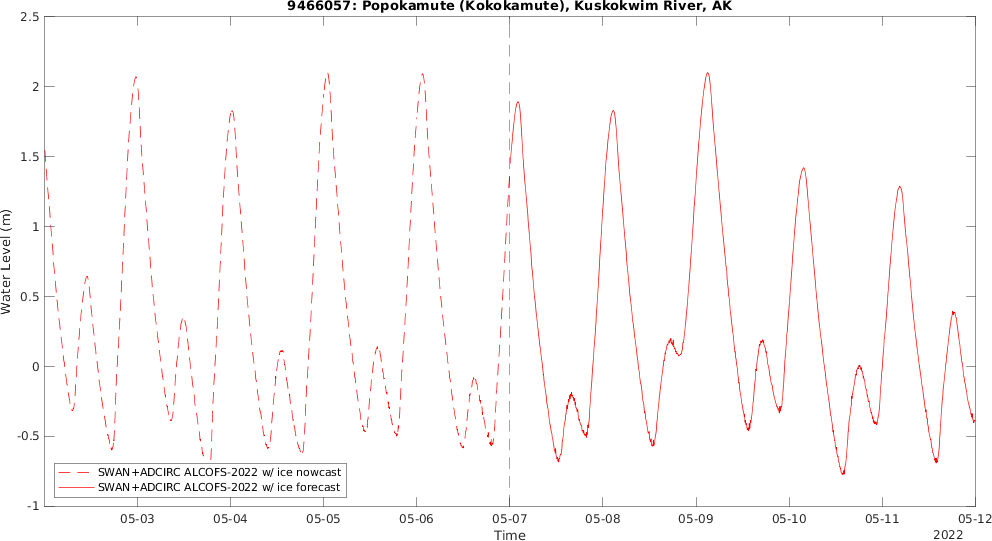 9466057: Popokamute (Kokokamute), Kuskokwim River, AK
2.5
2
1.5
1
0.5
0
-0.5
-1
Water Level (m)
SWAN+ADCIRC ALCOFS-2022 w/ ice nowcast
SWAN+ADCIRC ALCOFS-2022 w/ ice forecast
05-03 05-04 05-05 05-06 05-07 05-08 05-09 05-10 05-11 05-12
Time
2022